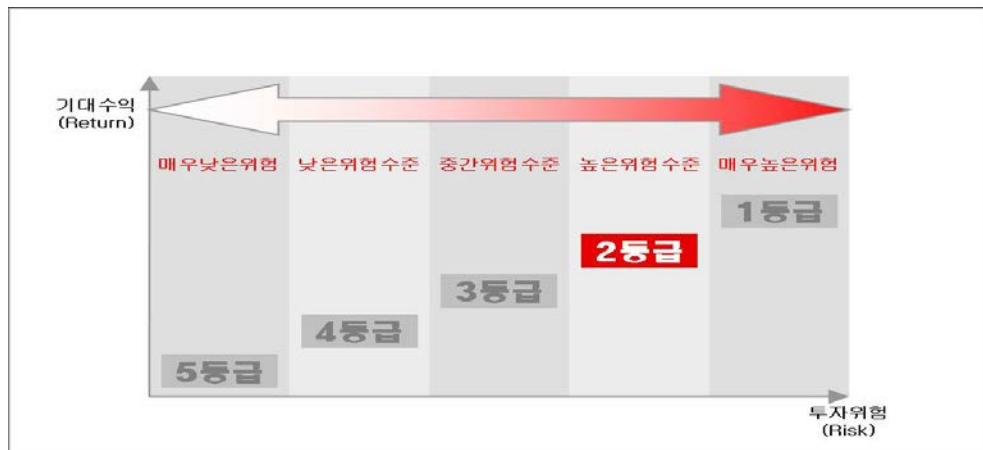 기대수익
(Return)
매우낮은위험 낮은위험수준 중간위험수준 높은위험수준 매우높은위험
1등급
2등급
3등급
4등급
5등급
투자위험
(Risk)